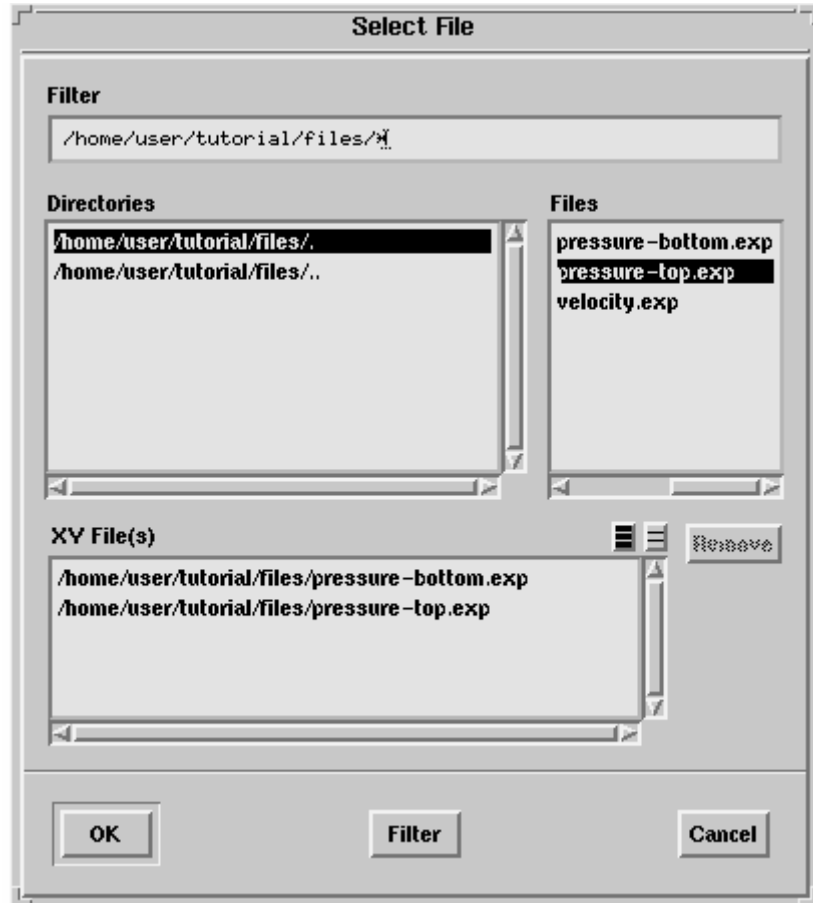 Select File
Filter
/home/user/tutorial/files/*
Directories
/home/user/tutorial/files/.
/home/user/tutorial/files/..
Files
pressure-bottom.exp
pressure-top.exp
velocity.exp
XY File(s)
Remove
/home/user/tutorial/files/pressure-bottom.exp
/home/user/tutorial/files/pressure-top.exp
OK
Filter
Cancel